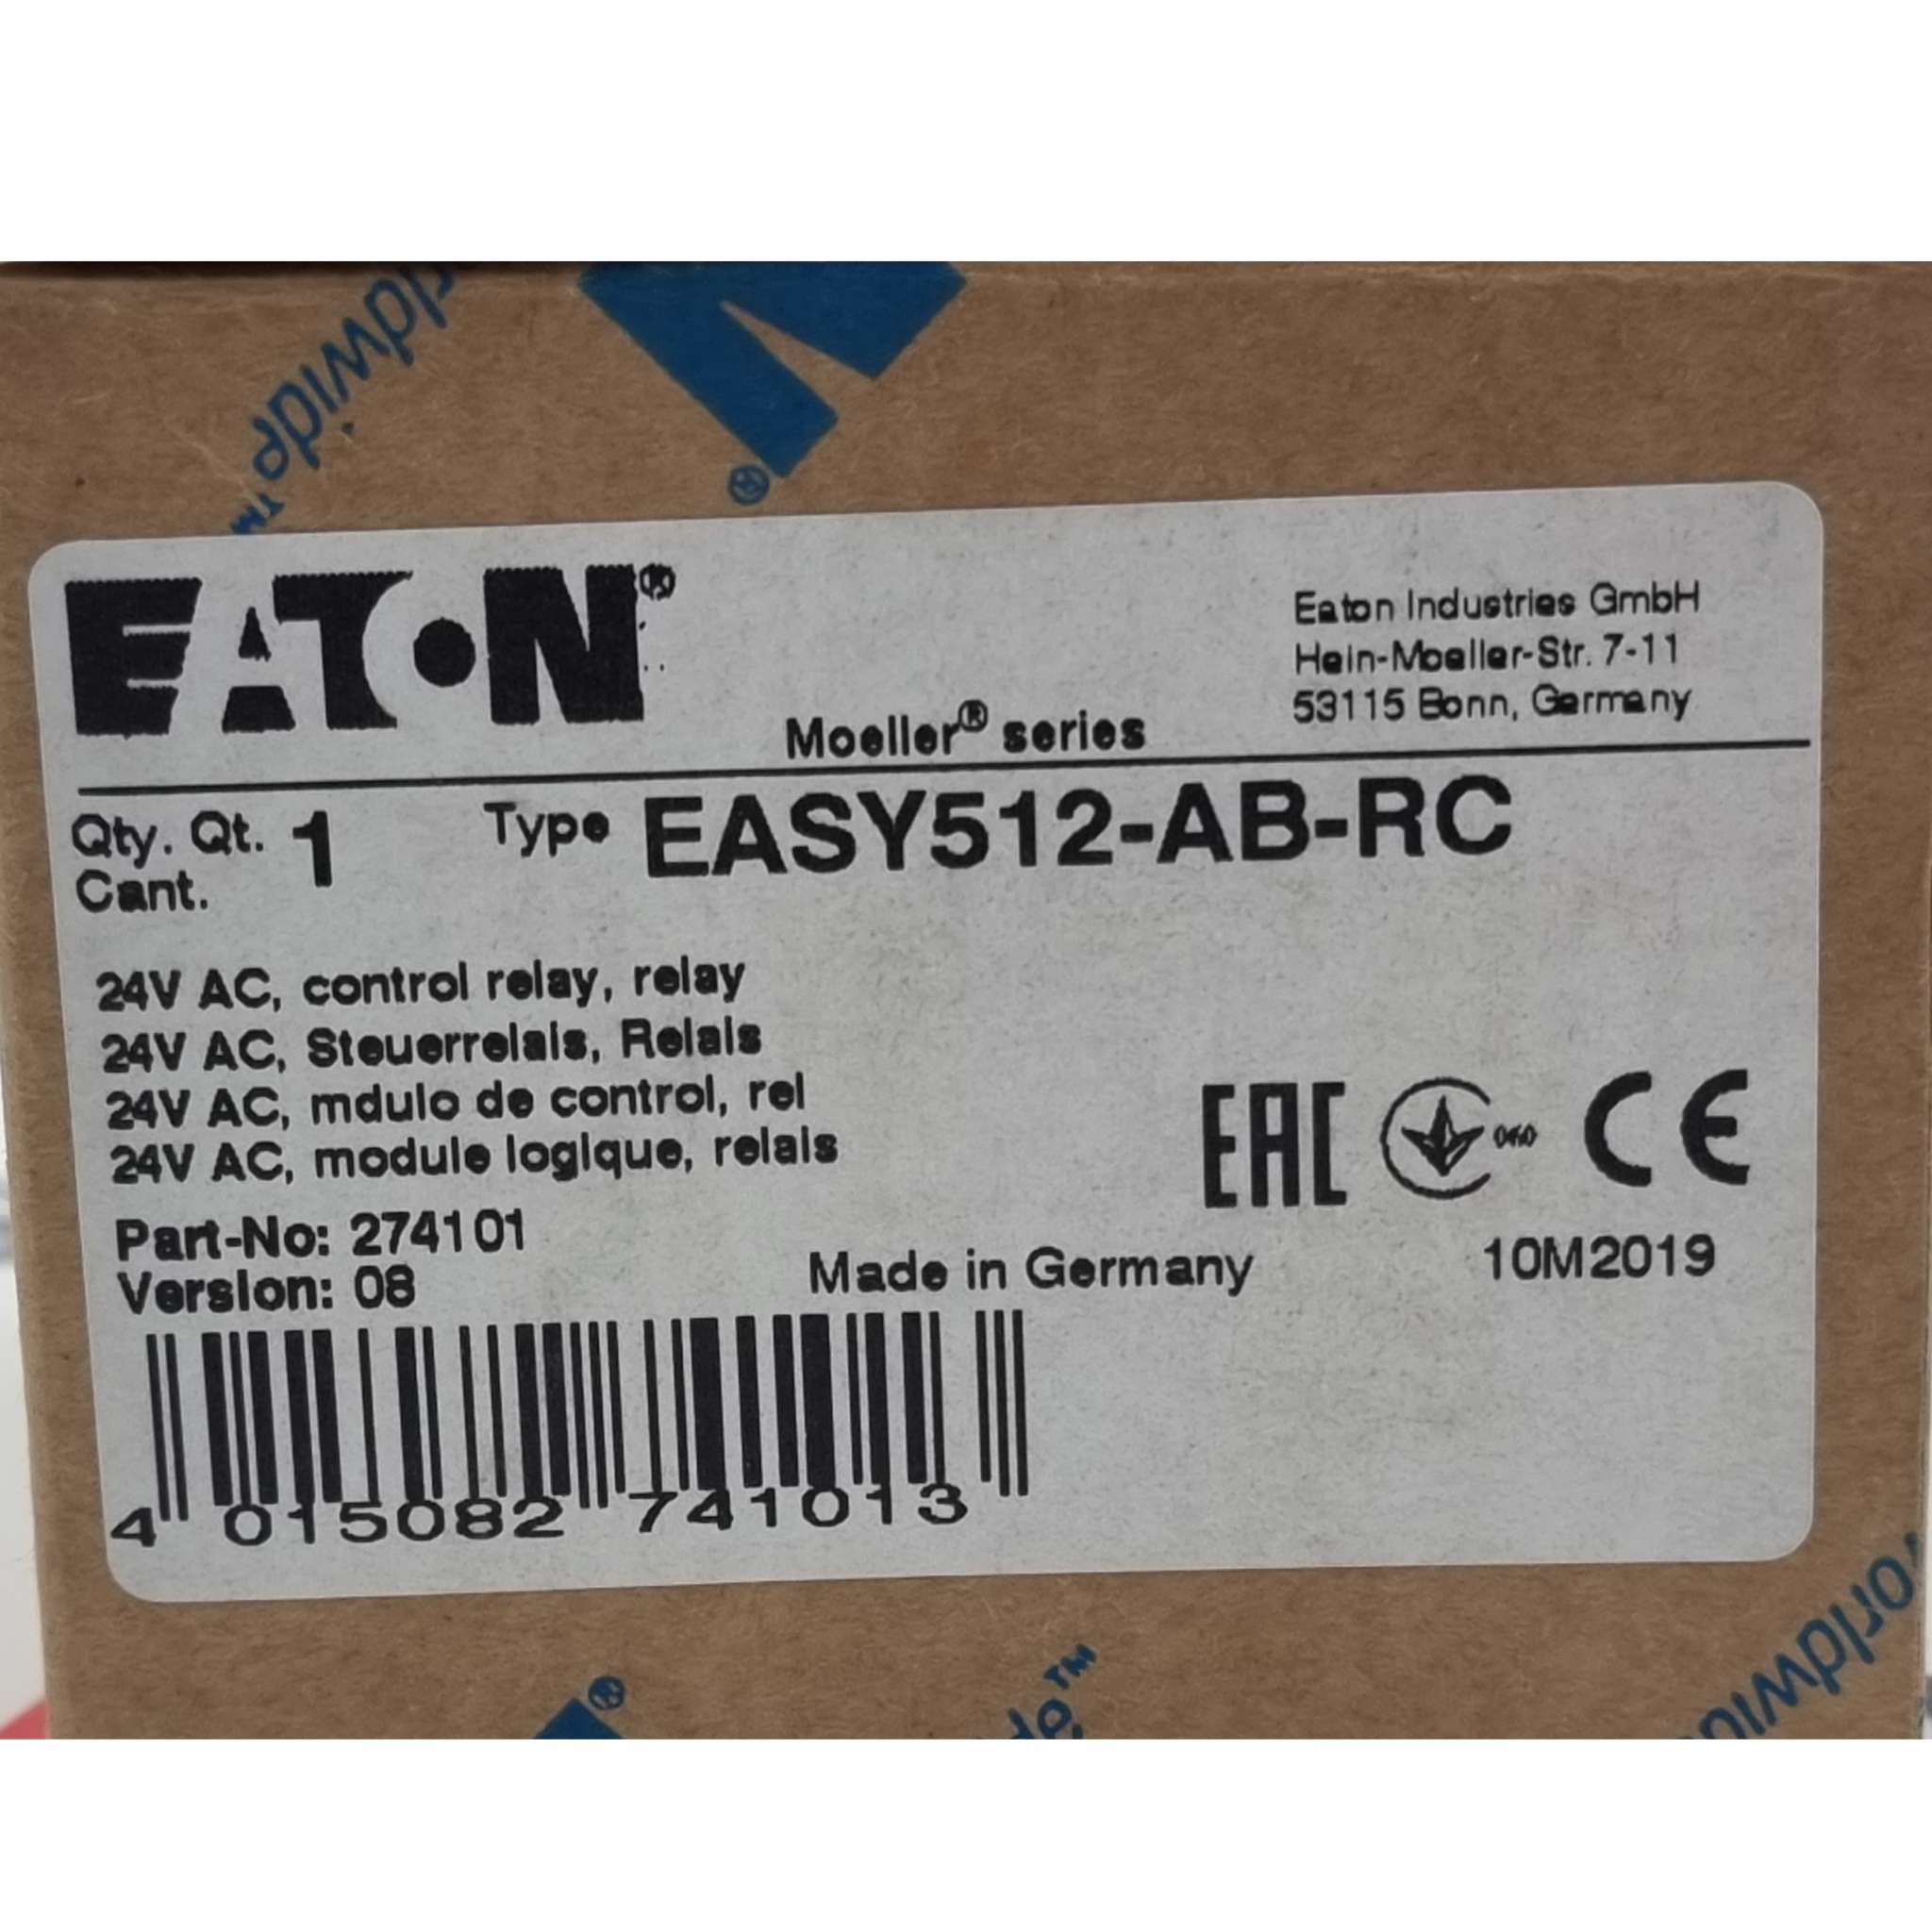 EATON®
Moeller® series
Eaton Industries GmbH
Hein-Moeller-Str. 7-11
53115 Bonn, Germany
Qty. Qt. 1
Cant.
Type EASY512-AB-RC
24V AC, control relay, relay
24V AC, Steuerrelais, Relais
24V AC, mdulo de control, rel
24V AC, module logique, relais
EAC CE
Part-No: 274101
Version: 08
Made in Germany
10M2019
4 015082 741013